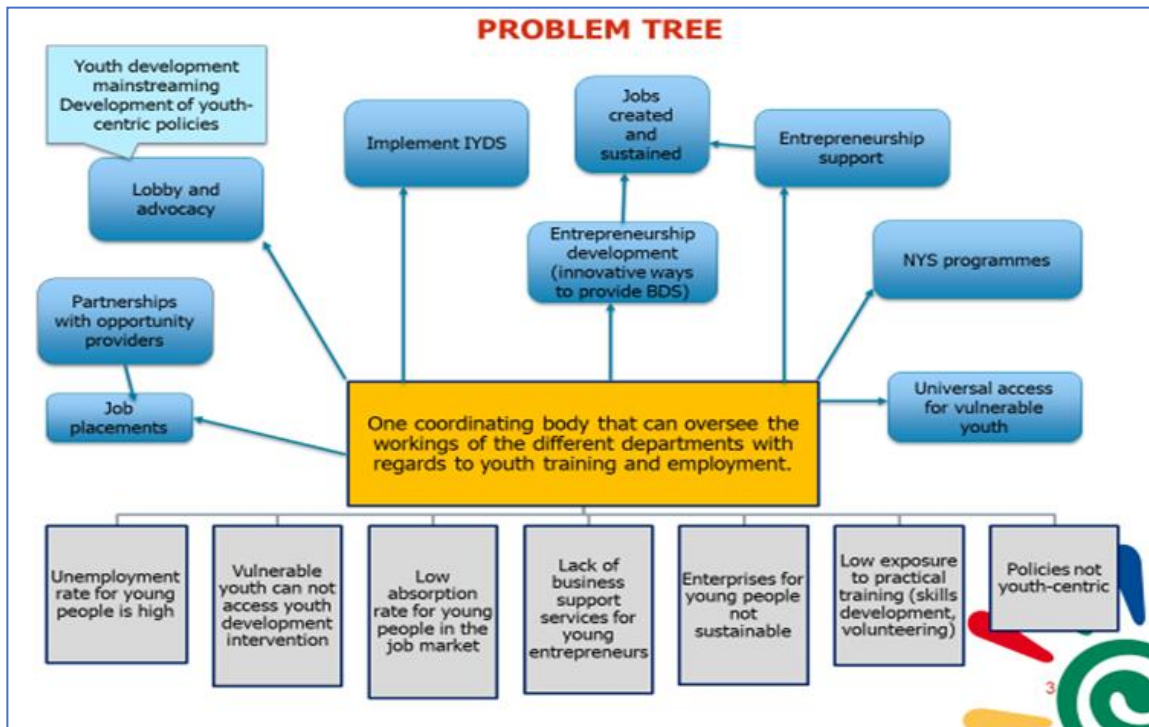 PROBLEM TREE
Youth development
mainstreaming
Development of youth-
centric policies
Lobby and
advocacy
Implement IYDS
Jobs
created
and
sustained
Entrepreneurship
support
Entrepreneurship
development
(innovative ways
to provide BDS)
NYS programmes
Partnerships
with opportunity
providers
Job
placements
Universal access
for vulnerable
youth
One coordinating body that can oversee the
workings of the different departments with
regards to youth training and employment.
Unemployment
rate for young
people is high
Vulnerable
youth can not
access youth
development
intervention
Low
absorption
rate for young
people in the
job market
Lack of
business
support
services for
young
entrepreneurs
Enterprises for
young people
not
sustainable
Low exposure
to practical
training (skills
development,
volunteering)
Policies not
youth-centric
3